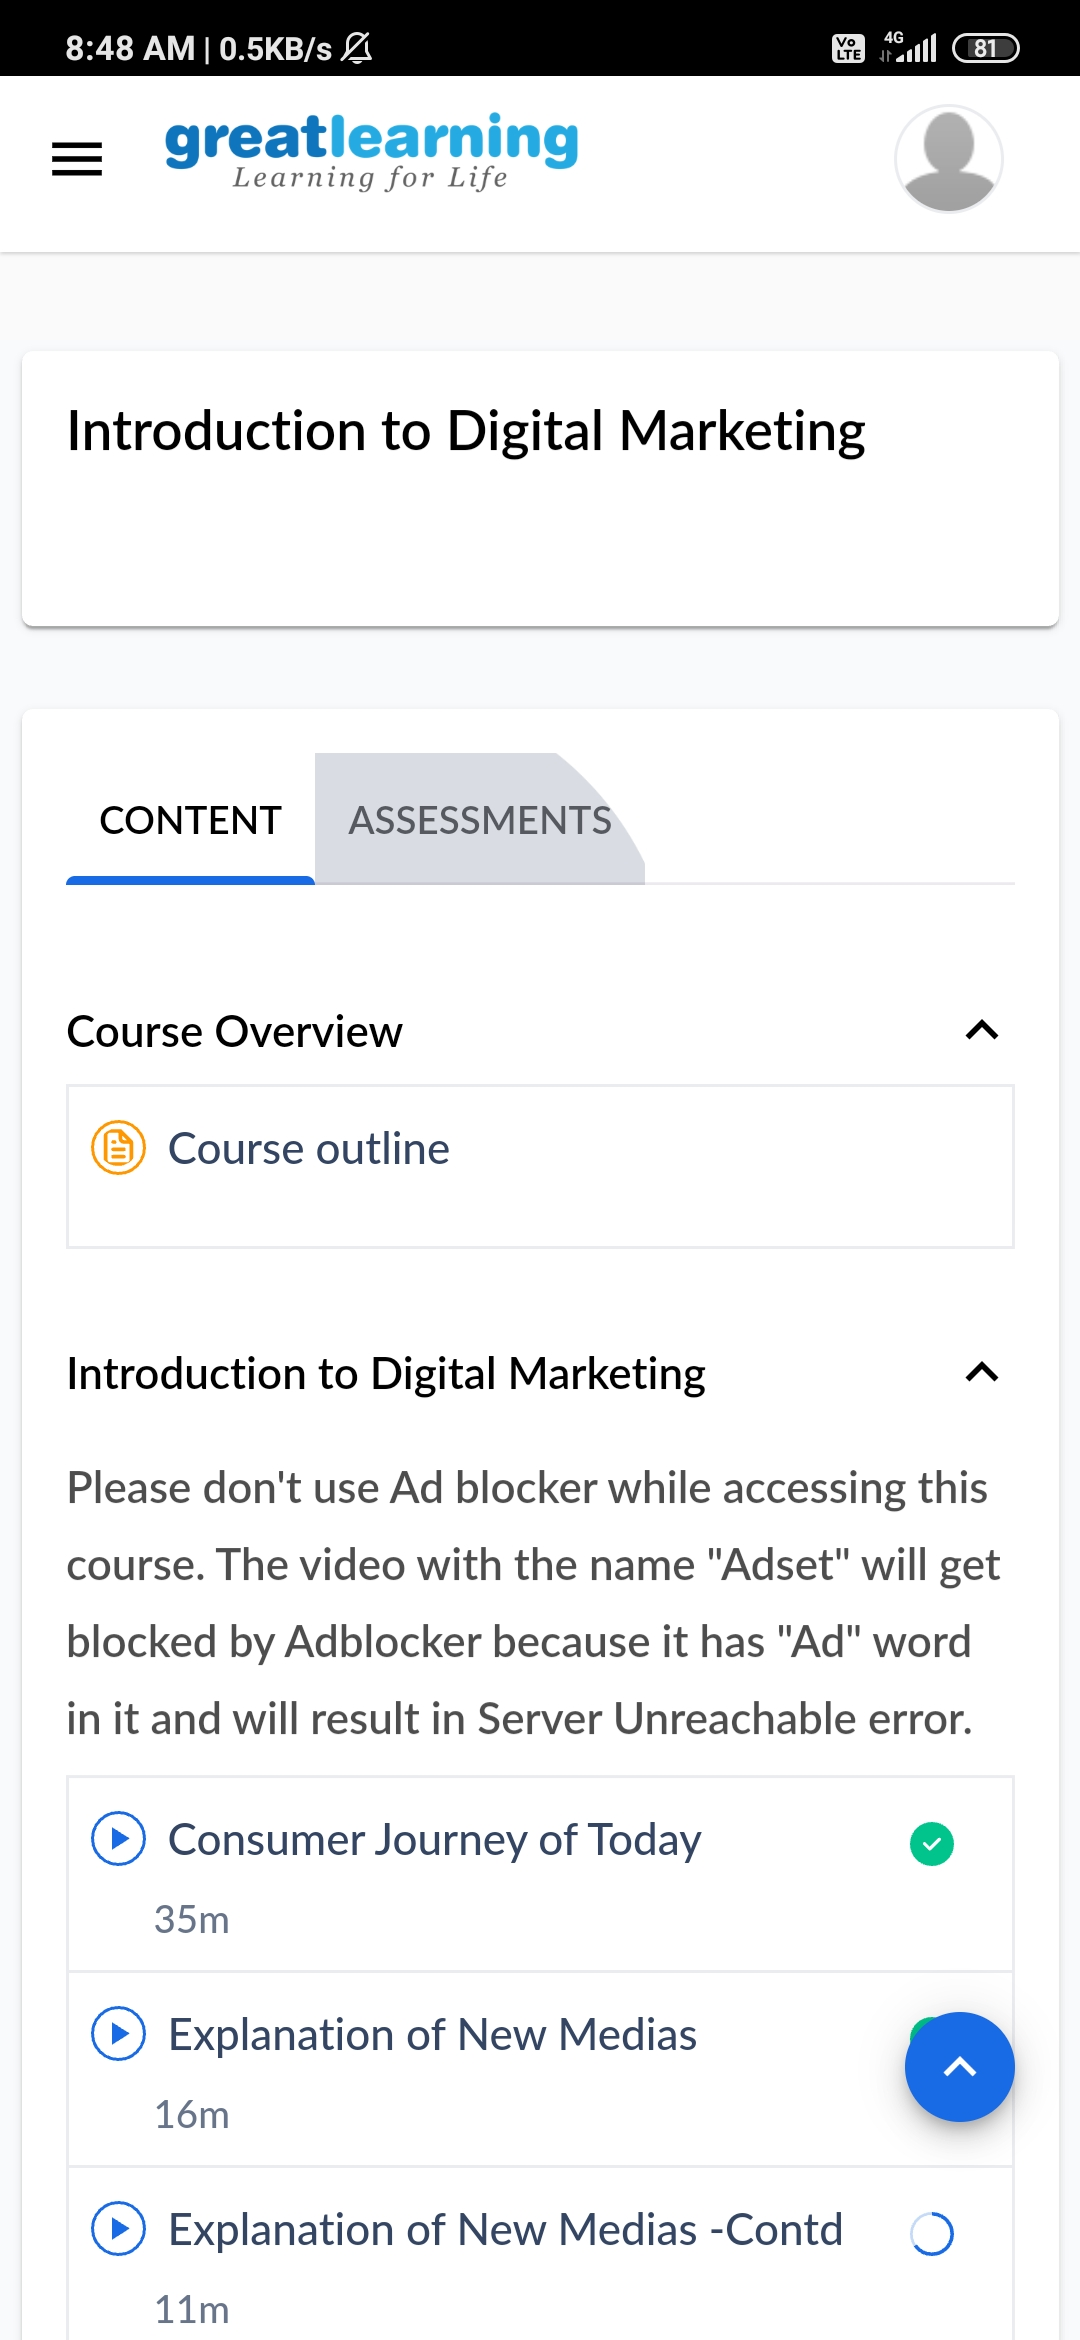 8:48 AM | 0.5KB/s
Vo LTE 4G 81
greatlearning
Learning for Life
Introduction to Digital Marketing
CONTENT ASSESSMENTS
Course Overview
Course outline
Introduction to Digital Marketing
Please don't use Ad blocker while accessing this
course. The video with the name "Adset" will get
blocked by Adblocker because it has "Ad" word
in it and will result in Server Unreachable error.
Consumer Journey of Today
35m
Explanation of New Medias
16m
Explanation of New Medias -Contd
11m